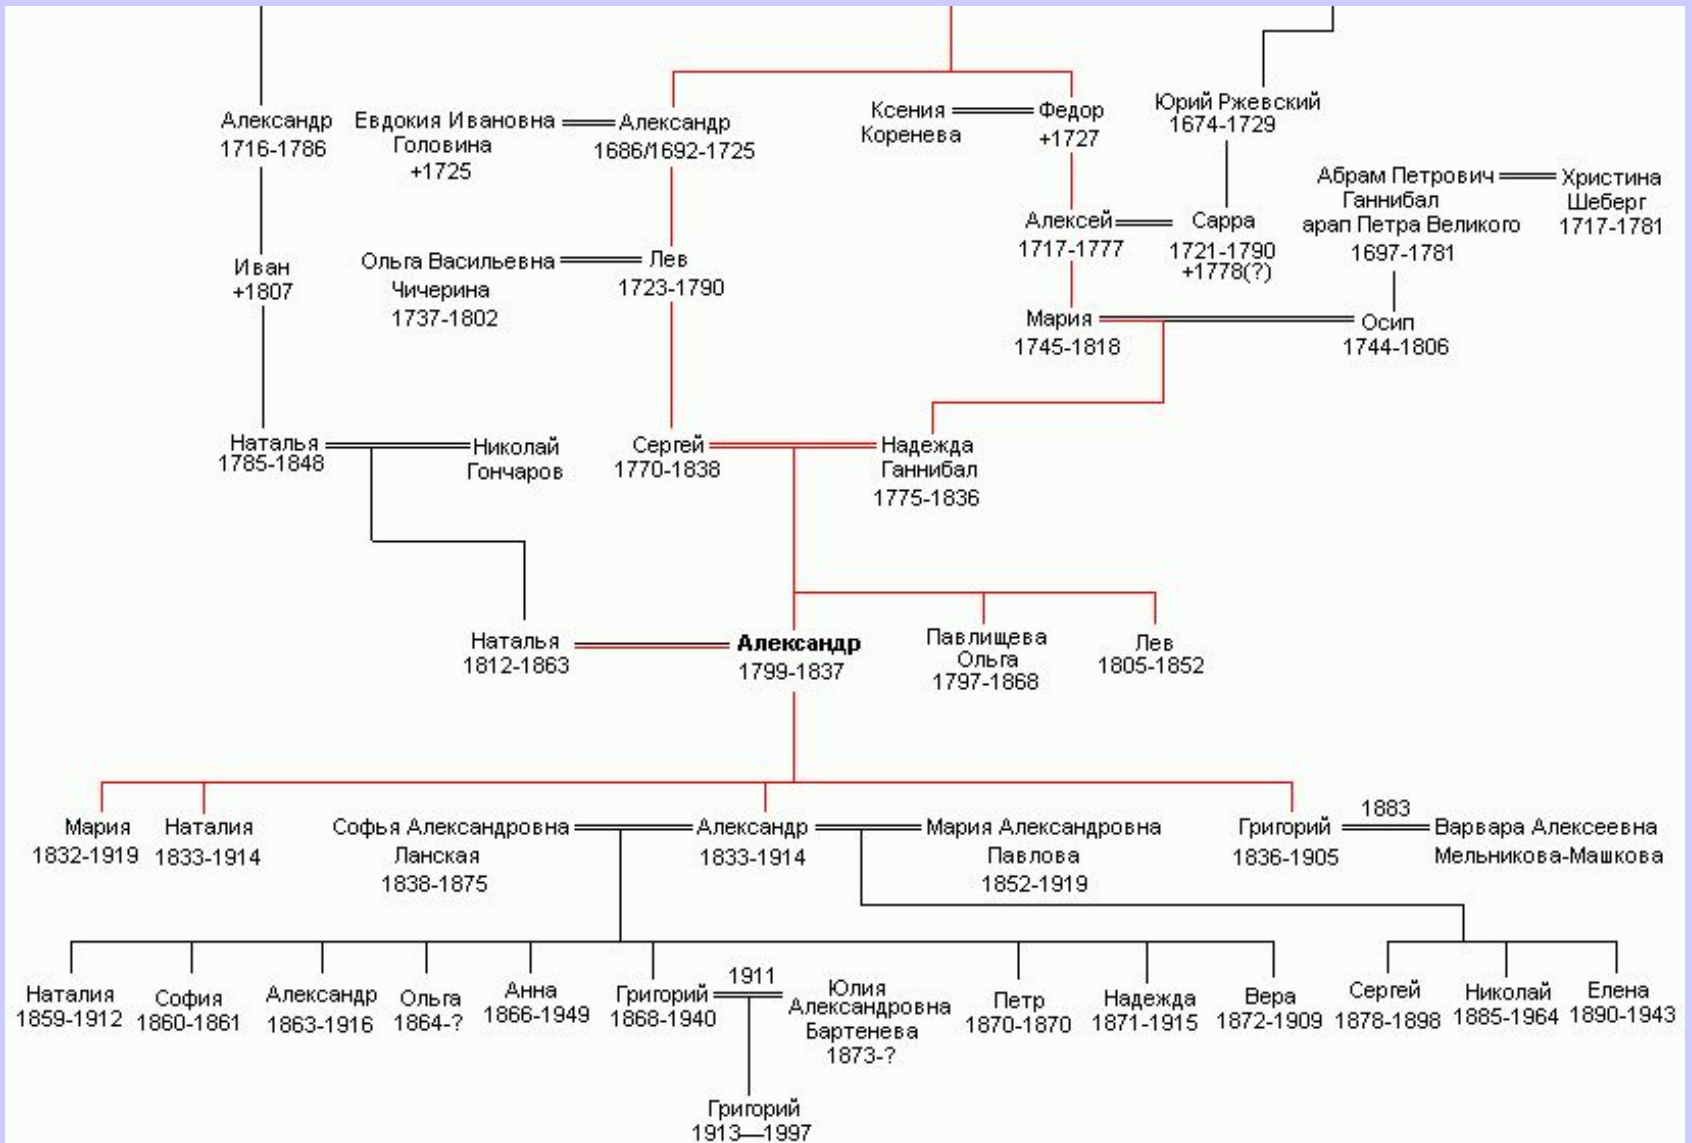 Александр
1716-1786
Евдокия Ивановна
Головина
+1725
Александр
1686/1692-1725
Ксения
Коренева
Федор
+1727
Юрий Ржевский
1674-1729
Абрам Петрович
Ганнибал
арап Петра Великого
1697-1781
Христина
Шеберг
1717-1781
Алексей
1717-1777
Сарра
1721-1790
+1778(?)
Иван
+1807
Ольга Васильевна
Чичерина
1737-1802
Лев
1723-1790
Мария
1745-1818
Осип
1744-1806
Наталья
1785-1848
Николай
Гончаров
Сергей
1770-1838
Надежда
Ганнибал
1775-1836
Наталья
1812-1863
Александр
1799-1837
Павлищева
Ольга
1797-1868
Лев
1805-1852
Мария
1832-1919
Наталия
1833-1914
Софья Александровна
Ланская
1838-1875
Александр
1833-1914
Мария Александровна
Павлова
1852-1919
Григорий
1836-1905
1883
Варвара Алексеевна
Мельникова-Машкова
Наталия
1859-1912
София
1860-1861
Александр
1863-1916
Ольга
1864-?
Анна
1866-1949
Григорий
1868-1940
1911
Юлия
Александровна
Бартенева
1873-?
Петр
1870-1870
Надежда
1871-1915
Вера
1872-1909
Сергей
1878-1898
Николай
1885-1964
Елена
1890-1943
Григорий
1913—1997